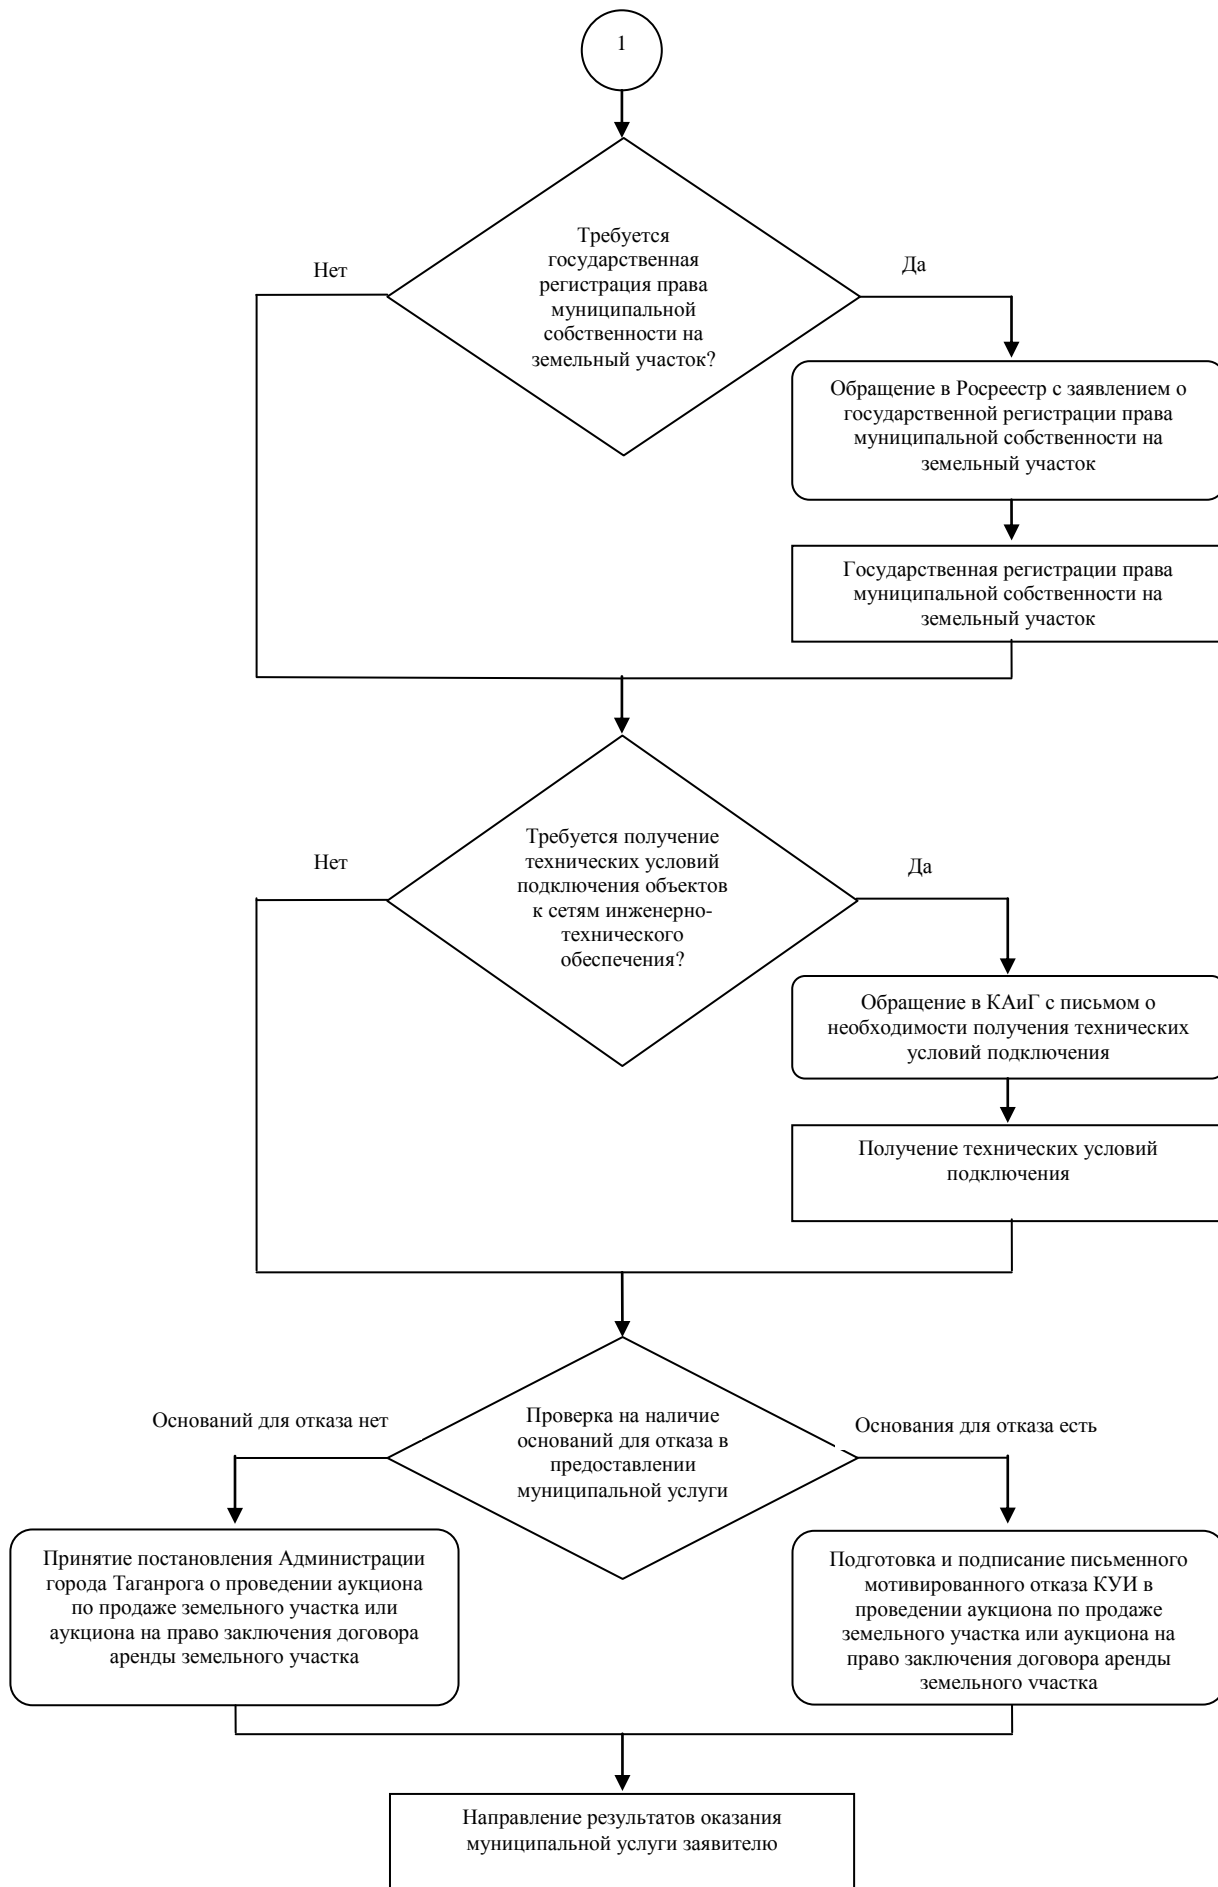 1
Требуется
государственная
регистрация права
муниципальной
собственности на
земельный участок?
Нет
Да
Обращение в Росреестр с заявлением о
государственной регистрации права
муниципальной собственности на
земельный участок
Государственная регистрации права
муниципальной собственности на
земельный участок
Требуется получение
технических условий
подключения объектов
к сетям инженерно-
технического
обеспечения?
Нет
Да
Обращение в КАиГ с письмом о
необходимости получения технических
условий подключения
Получение технических условий
подключения
Проверка на наличие
оснований для отказа в
предоставлении
муниципальной услуги
Оснований для отказа нет
Основания для отказа есть
Принятие постановления Администрации
города Таганрога о проведении аукциона
по продаже земельного участка или
аукциона на право заключения договора
аренды земельного участка
Подготовка и подписание письменного
мотивированного отказа КУИ в
проведении аукциона по продаже
земельного участка или аукциона на
право заключения договора аренды
земельного участка
Направление результатов оказания
муниципальной услуги заявителю